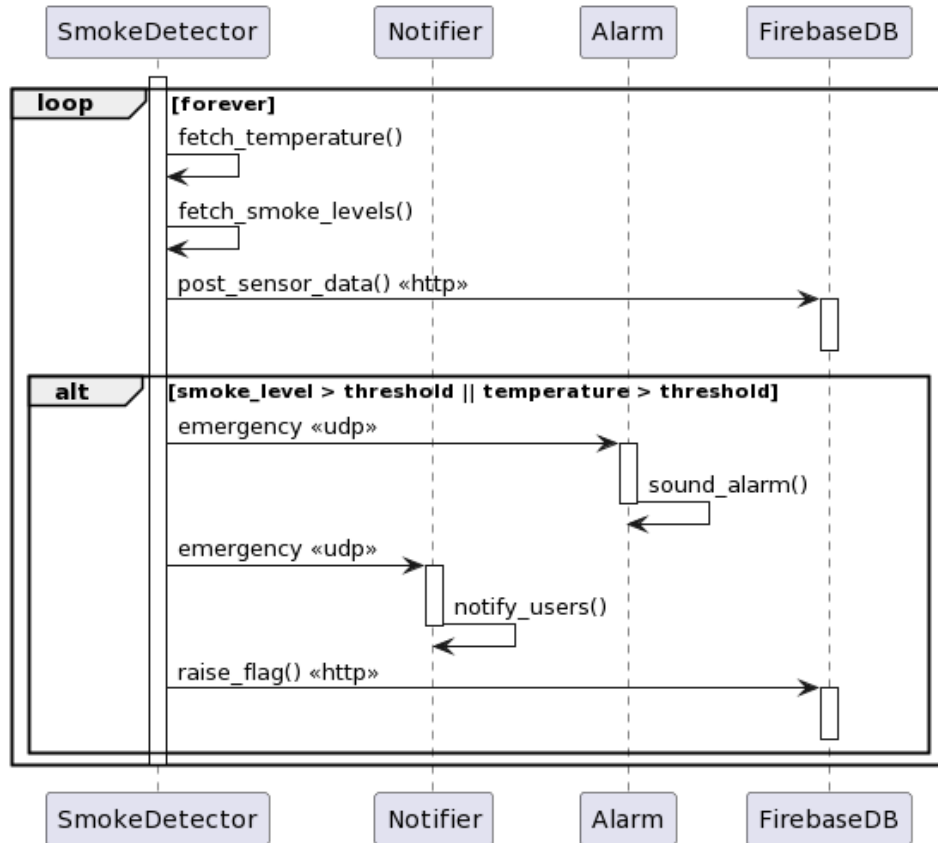 SmokeDetector Notifier Alarm FirebaseDB
loop [forever]
fetch_temperature()
fetch_smoke_levels()
post_sensor_data() «http»
alt [smoke_level > threshold || temperature > threshold]
emergency «udp»
sound_alarm()
emergency «udp»
notify_users()
raise_flag() «http»
SmokeDetector Notifier Alarm FirebaseDB